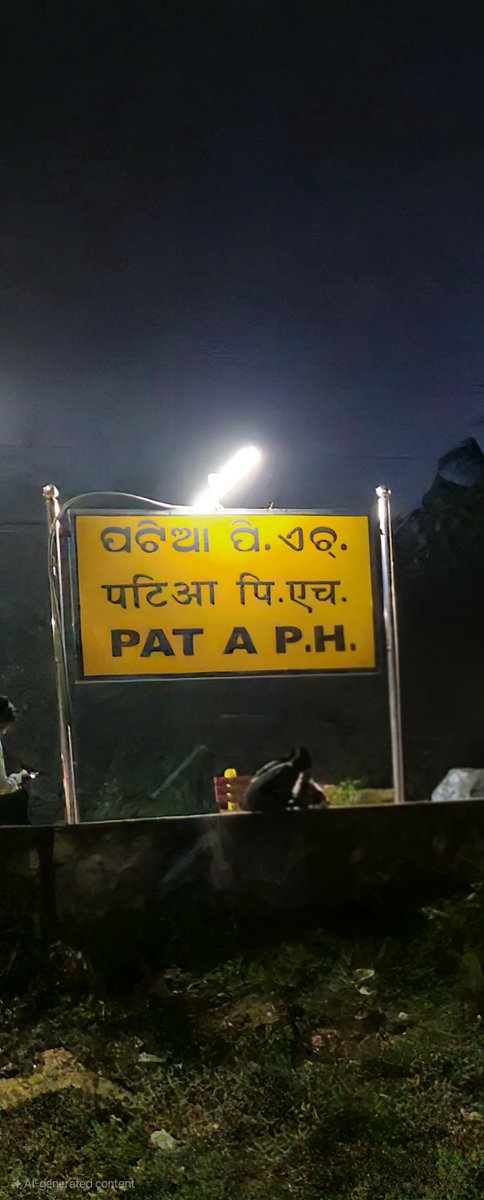 ପଟିଆ ପି.ଏଚ୍.
पटिआ पि.एच.
PAT A P.H.
AI-generated content